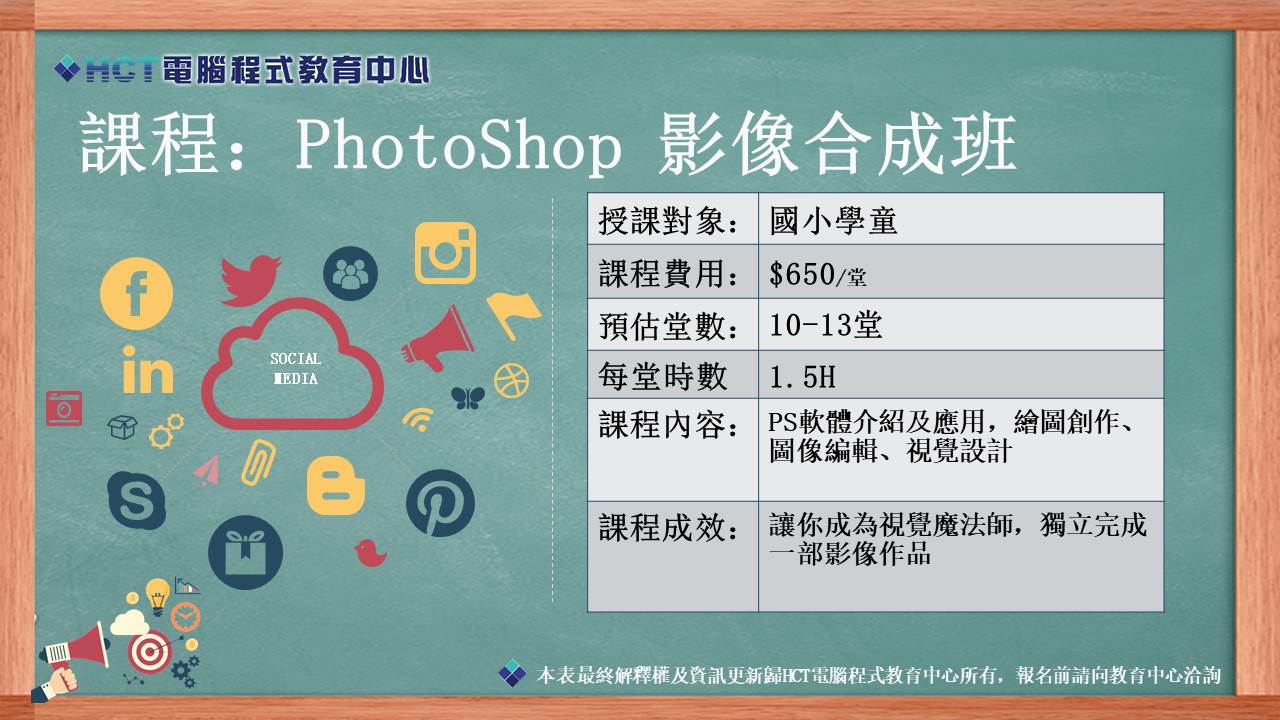 HCT電腦程式教育中心
課程：PhotoShop 影像合成班
授課對象： 國小學童
課程費用： $650/堂
預估堂數： 10-13堂
每堂時數 1.5H
課程內容： PS軟體介紹及應用，繪圖創作、
圖像編輯、視覺設計
課程成效： 讓你成為視覺魔法師，獨立完成
一部影像作品
SOCIAL
MEDIA
本表最終解釋權及資訊更新歸HCT電腦程式教育中心所有，報名前請向教育中心洽詢